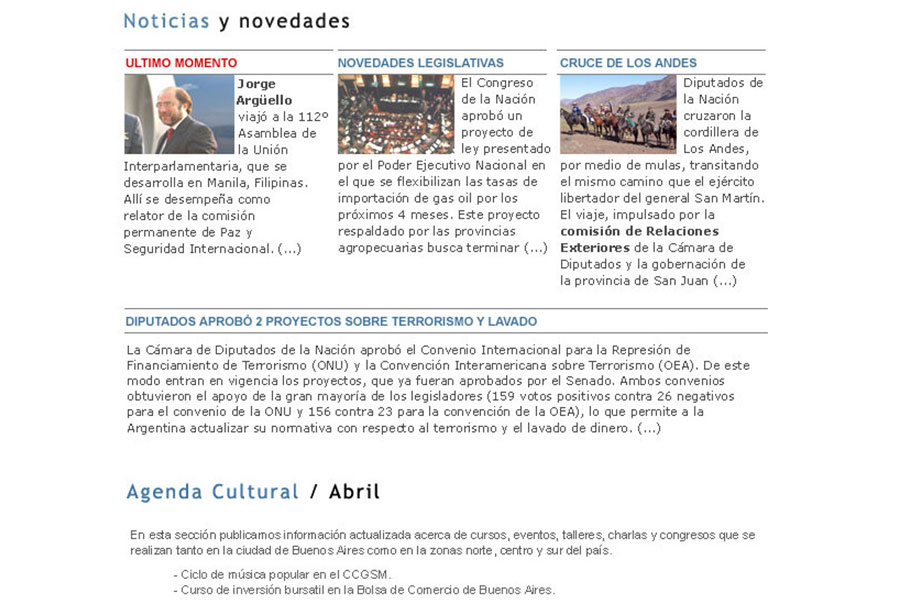 Noticias y novedades
ULTIMO MOMENTO
Jorge
Argüello
viajó a la 112º
Asamblea de
la Unión
Interparlamentaria, que se
desarrolla en Manila, Filipinas.
Allí se desempeña como
relator de la comisión
permanente de Paz y
Seguridad Internacional. (...)
NOVEDADES LEGISLATIVAS
El Congreso
de la Nación
aprobó un
proyecto de
ley presentado
por el Poder Ejecutivo Nacional en
el que se flexibilizan las tasas de
importación de gas oil por los
próximos 4 meses. Este proyecto
respaldado por las provincias
agropecuarias busca terminar (...)
CRUCE DE LOS ANDES
Diputados de
la Nación
cruzaron la
cordillera de
Los Andes,
por medio de mulas, transitando
el mismo camino que el ejército
libertador del general San Martín.
El viaje, impulsado por la
comisión de Relaciones
Exteriores de la Cámara de
Diputados y la gobernación de
la provincia de San Juan (...)
DIPUTADOS APROBÓ 2 PROYECTOS SOBRE TERRORISMO Y LAVADO
La Cámara de Diputados de la Nación aprobó el Convenio Internacional para la Represión de
Financiamiento de Terrorismo (ONU) y la Convención Interamericana sobre Terrorismo (OEA). De este
modo entran en vigencia los proyectos, que ya fueran aprobados por el Senado. Ambos convenios
obtuvieron el apoyo de la gran mayoría de los legisladores (159 votos positivos contra 26 negativos
para el convenio de la ONU y 156 contra 23 para la convención de la OEA), lo que permite a la
Argentina actualizar su normativa con respecto al terrorismo y el lavado de dinero. (...)
Agenda Cultural / Abril
En esta sección publicamos información actualizada acerca de cursos, eventos, talleres, charlas y congresos que se
realizan tanto en la ciudad de Buenos Aires como en la zonas norte, centro y sur del país.
- Ciclo de música popular en el CCGSM.
- Curso de inversión bursatil en la Bolsa de Comercio de Buenos Aires.